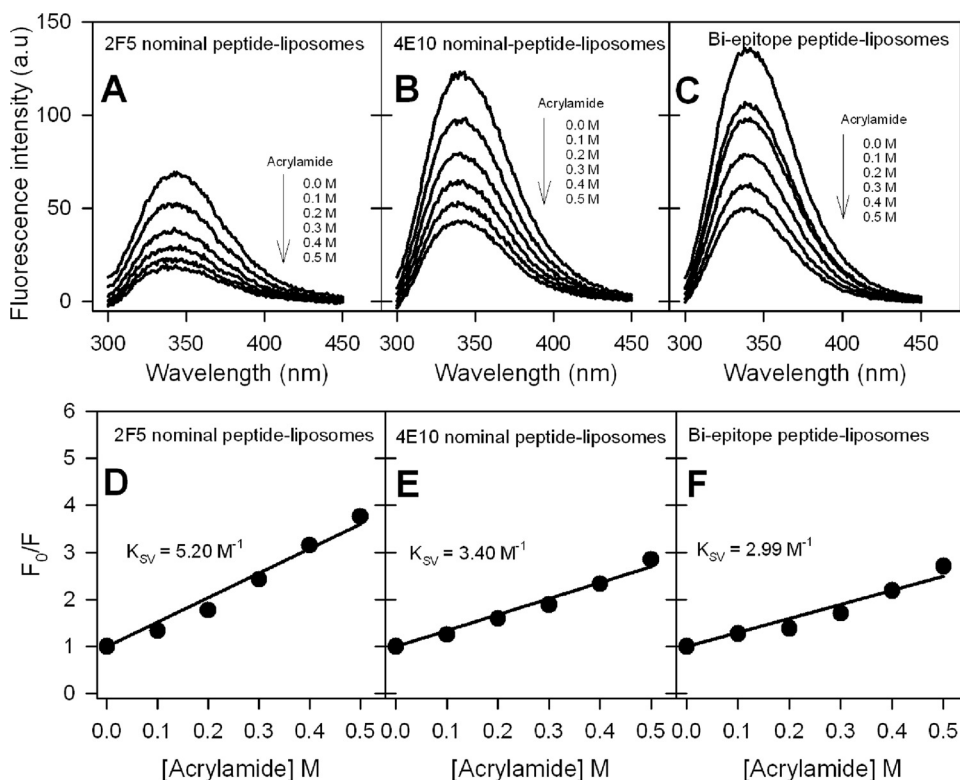 Fluorescence intensity (a.u)
150
100
50
0
2F5 nominal peptide-liposomes
A
Acrylamide
0.0 M
0.1 M
0.2 M
0.3 M
0.4 M
0.5 M
300 350 400 450
Wavelength (nm)
4E10 nominal-peptide-liposomes
B
Acrylamide
0.0 M
0.1 M
0.2 M
0.3 M
0.4 M
0.5 M
300 350 400 450
Wavelength (nm)
Bi-epitope peptide-liposomes
C
Acrylamide
0.0 M
0.1 M
0.2 M
0.3 M
0.4 M
0.5 M
300 350 400 450
Wavelength (nm)
F₀/F
6
5
4
3
2
1
0
2F5 nominal peptide-liposomes
D
K_SV = 5.20 M⁻¹
0.0 0.1 0.2 0.3 0.4 0.5
[Acrylamide] M
4E10 nominal peptide-liposomes
E
K_SV = 3.40 M⁻¹
0.0 0.1 0.2 0.3 0.4 0.5
[Acrylamide] M
Bi-epitope peptide-liposomes
F
K_SV = 2.99 M⁻¹
0.0 0.1 0.2 0.3 0.4 0.5
[Acrylamide] M